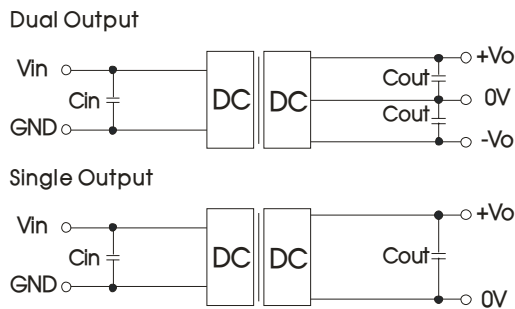 Dual Output
Vin
+Vo
Cout
Cin
DC
DC
0V
Cout
GND
-Vo
Single Output
Vin
+Vo
Cin
DC
DC
Cout
GND
0V